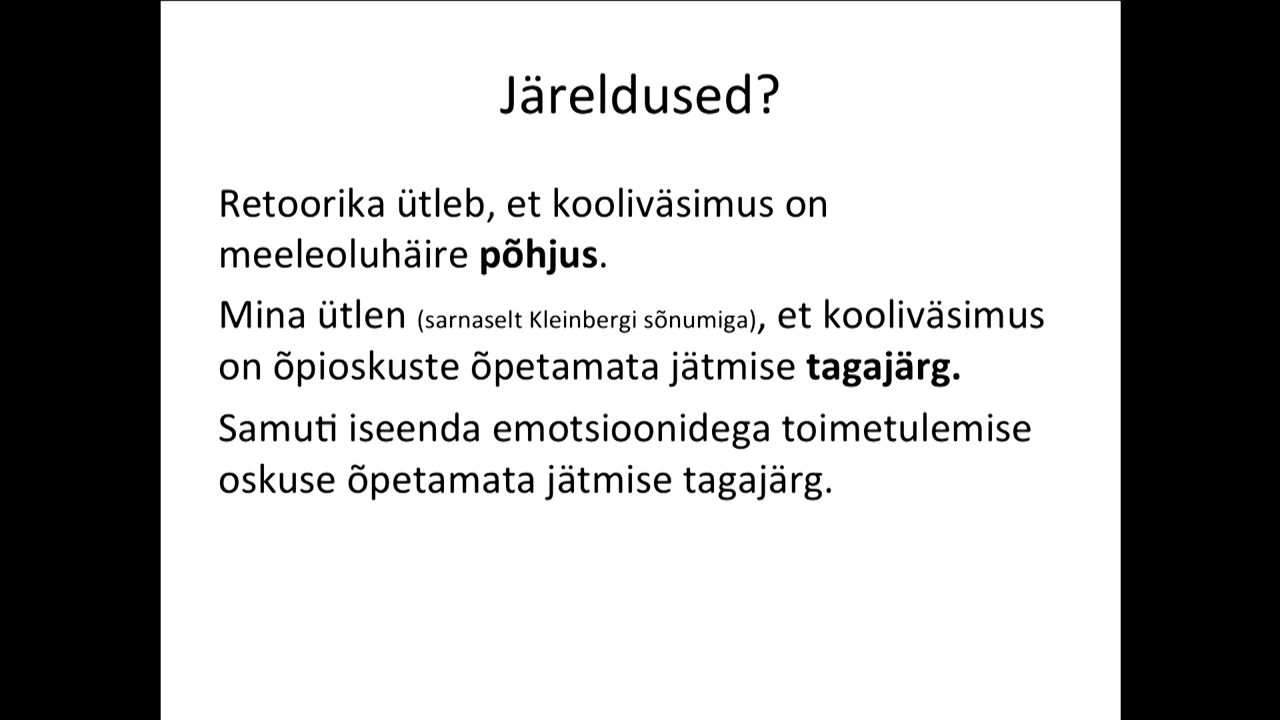 Järeldused?
Retoorika ütleb, et kooliväsimus on
meeleoluhäire põhjus.
Mina ütlen (sarnaselt Kleinbergi sõnumiga), et kooliväsimus
on õpioskuste õpetamata jätmise tagajärg.
Samuti iseenda emotsioonidega toimetulemise
oskuse õpetamata jätmise tagajärg.